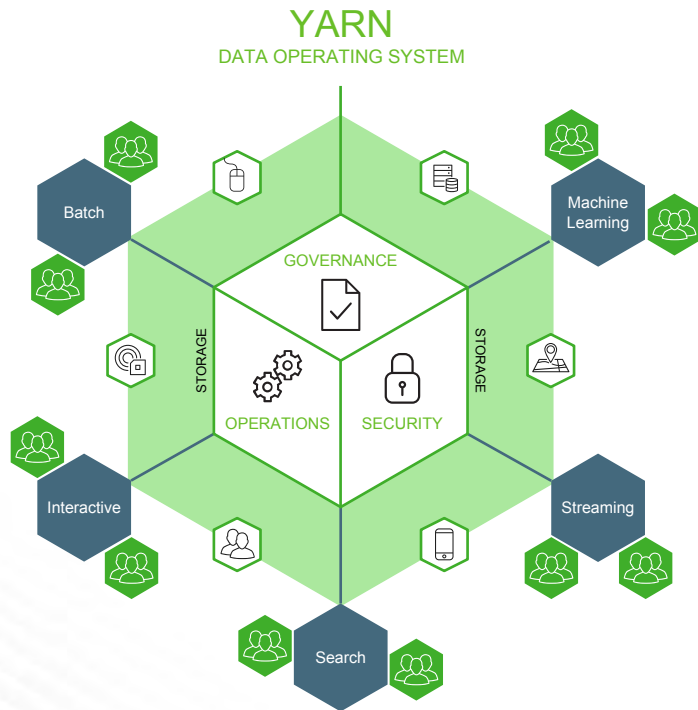 YARN
DATA OPERATING SYSTEM
Batch
Machine
Learning
GOVERNANCE
STORAGE
STORAGE
OPERATIONS
SECURITY
Interactive
Streaming
Search